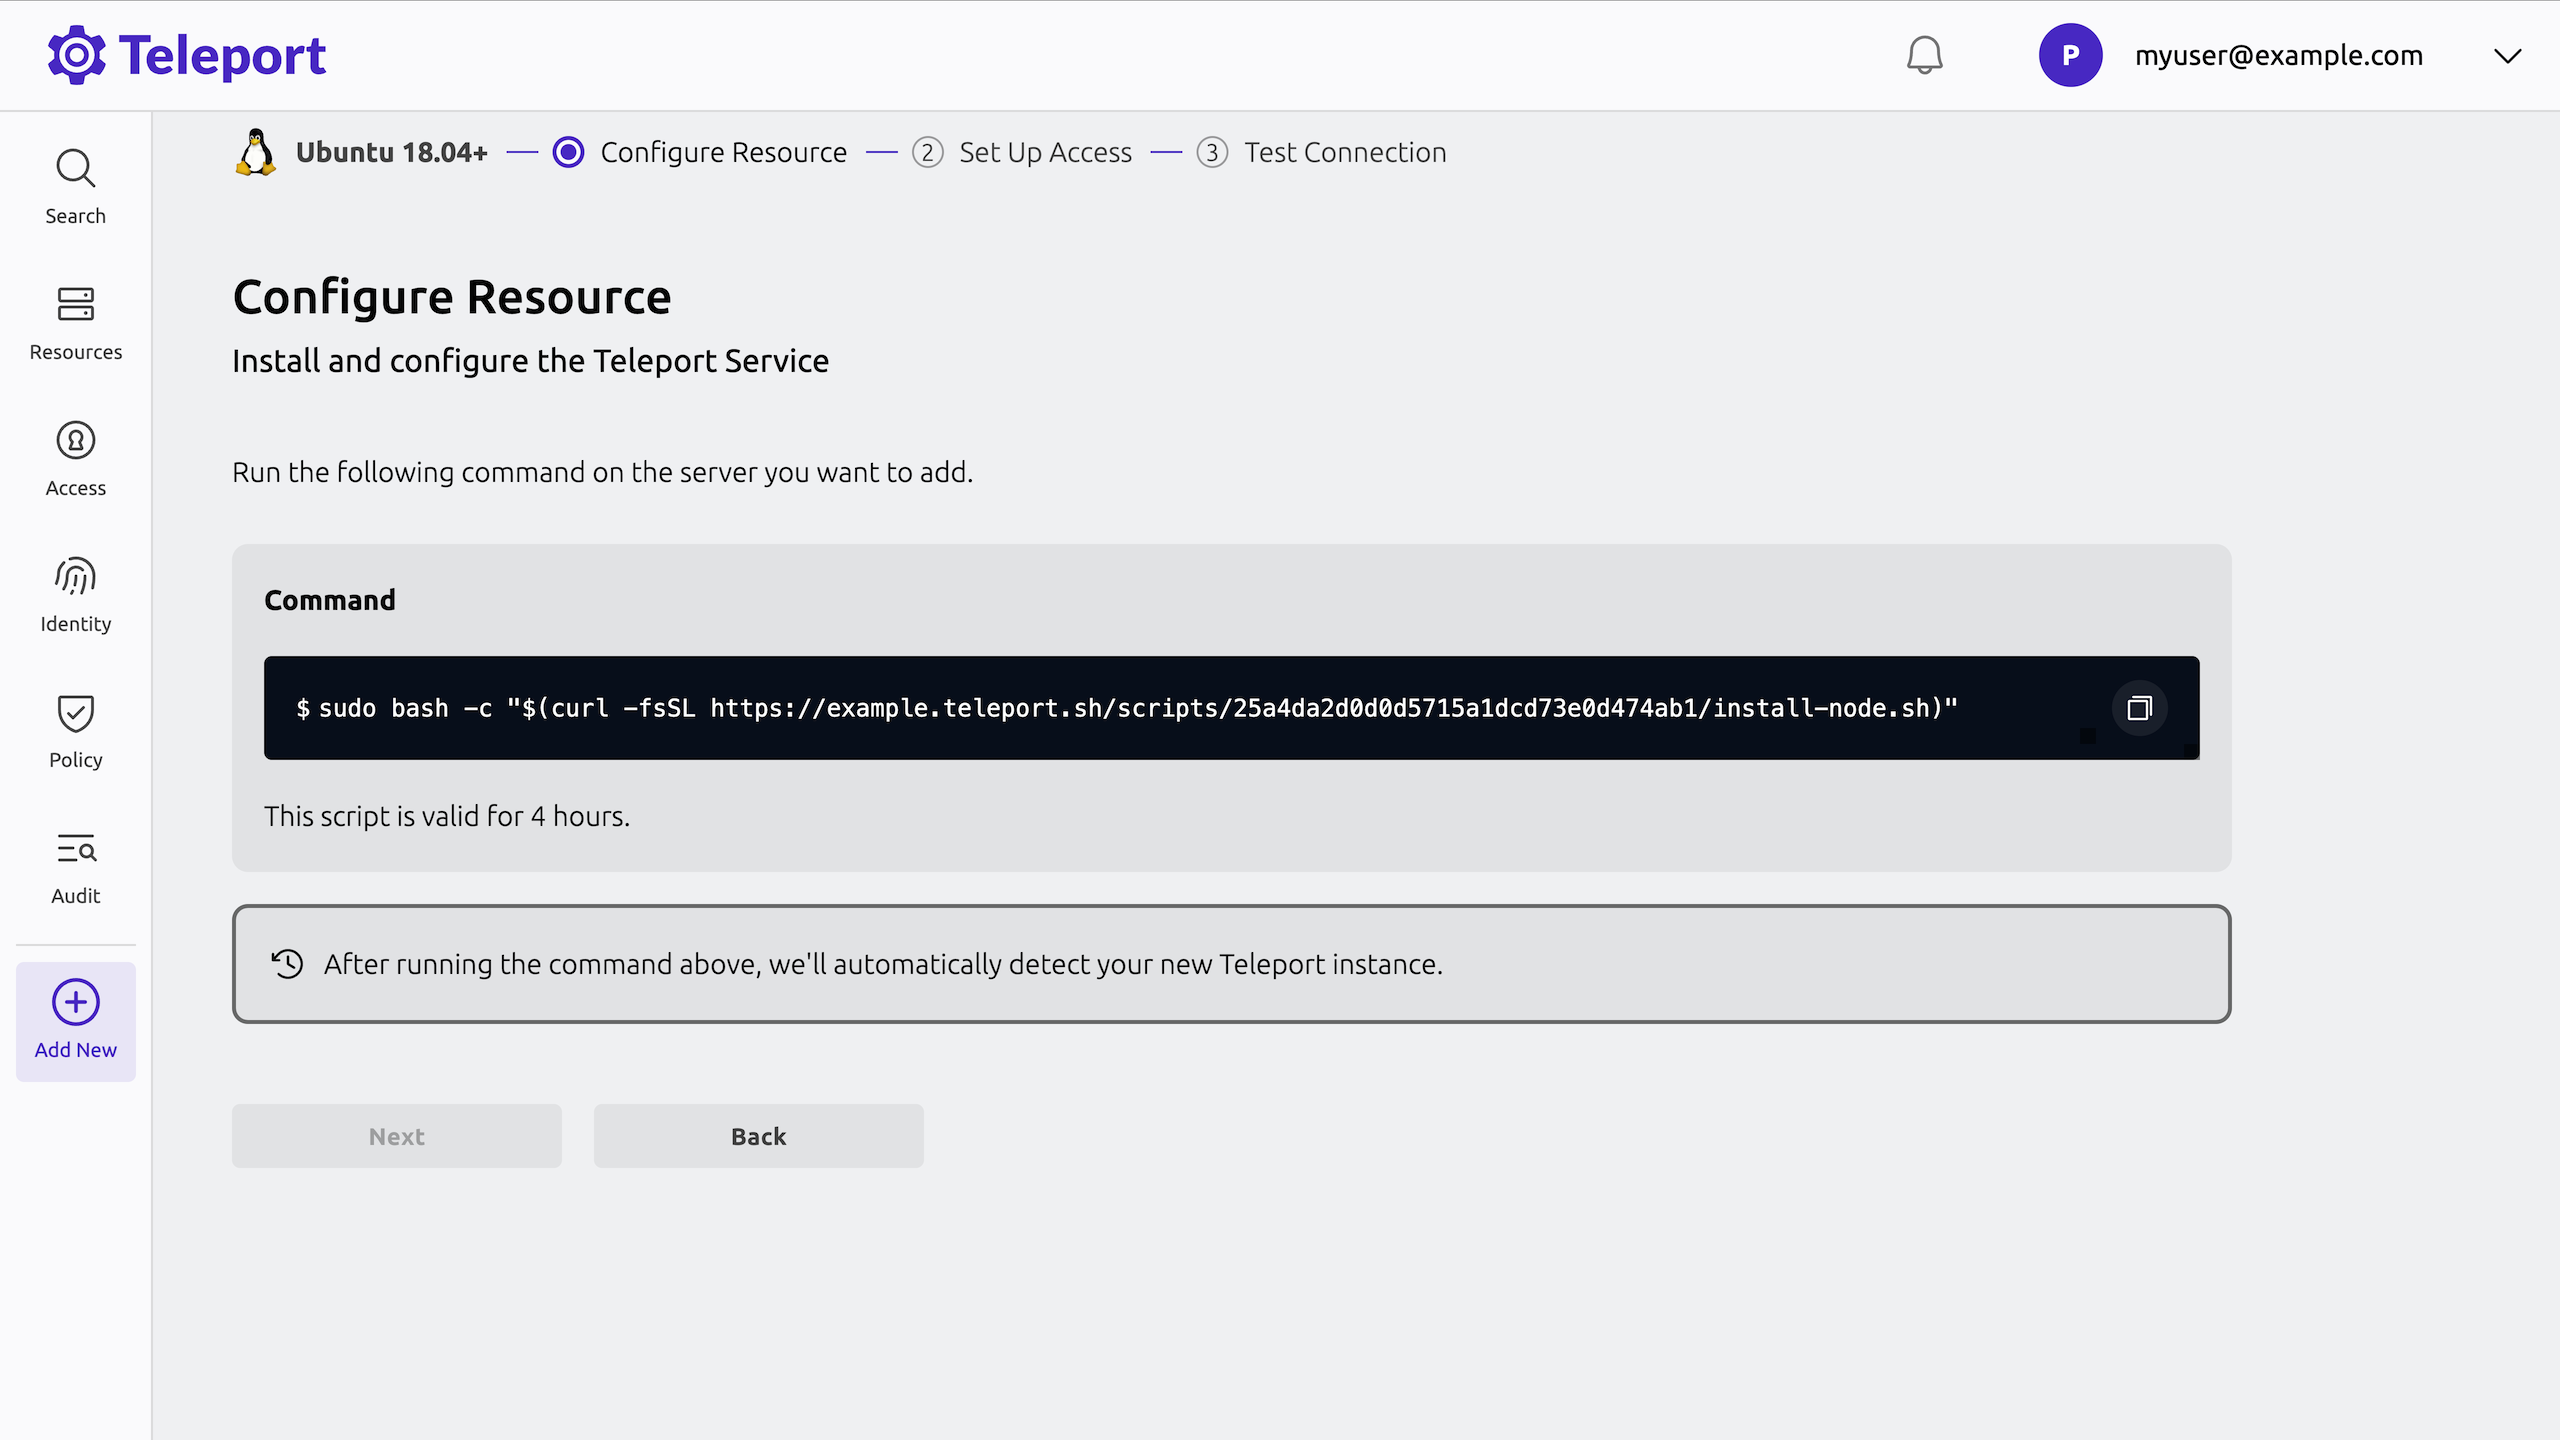 Teleport
P myuser@example.com
Search
Resources
Access
Identity
Policy
Audit
Add New
Ubuntu 18.04+ Configure Resource 2 Set Up Access 3 Test Connection
Configure Resource
Install and configure the Teleport Service
Run the following command on the server you want to add.
Command
$ sudo bash -c "$(curl -fsSL https://example.teleport.sh/scripts/25a4da2d0d0d5715a1dcd73e0d474ab1/install-node.sh)"
This script is valid for 4 hours.
After running the command above, we'll automatically detect your new Teleport instance.
Next Back